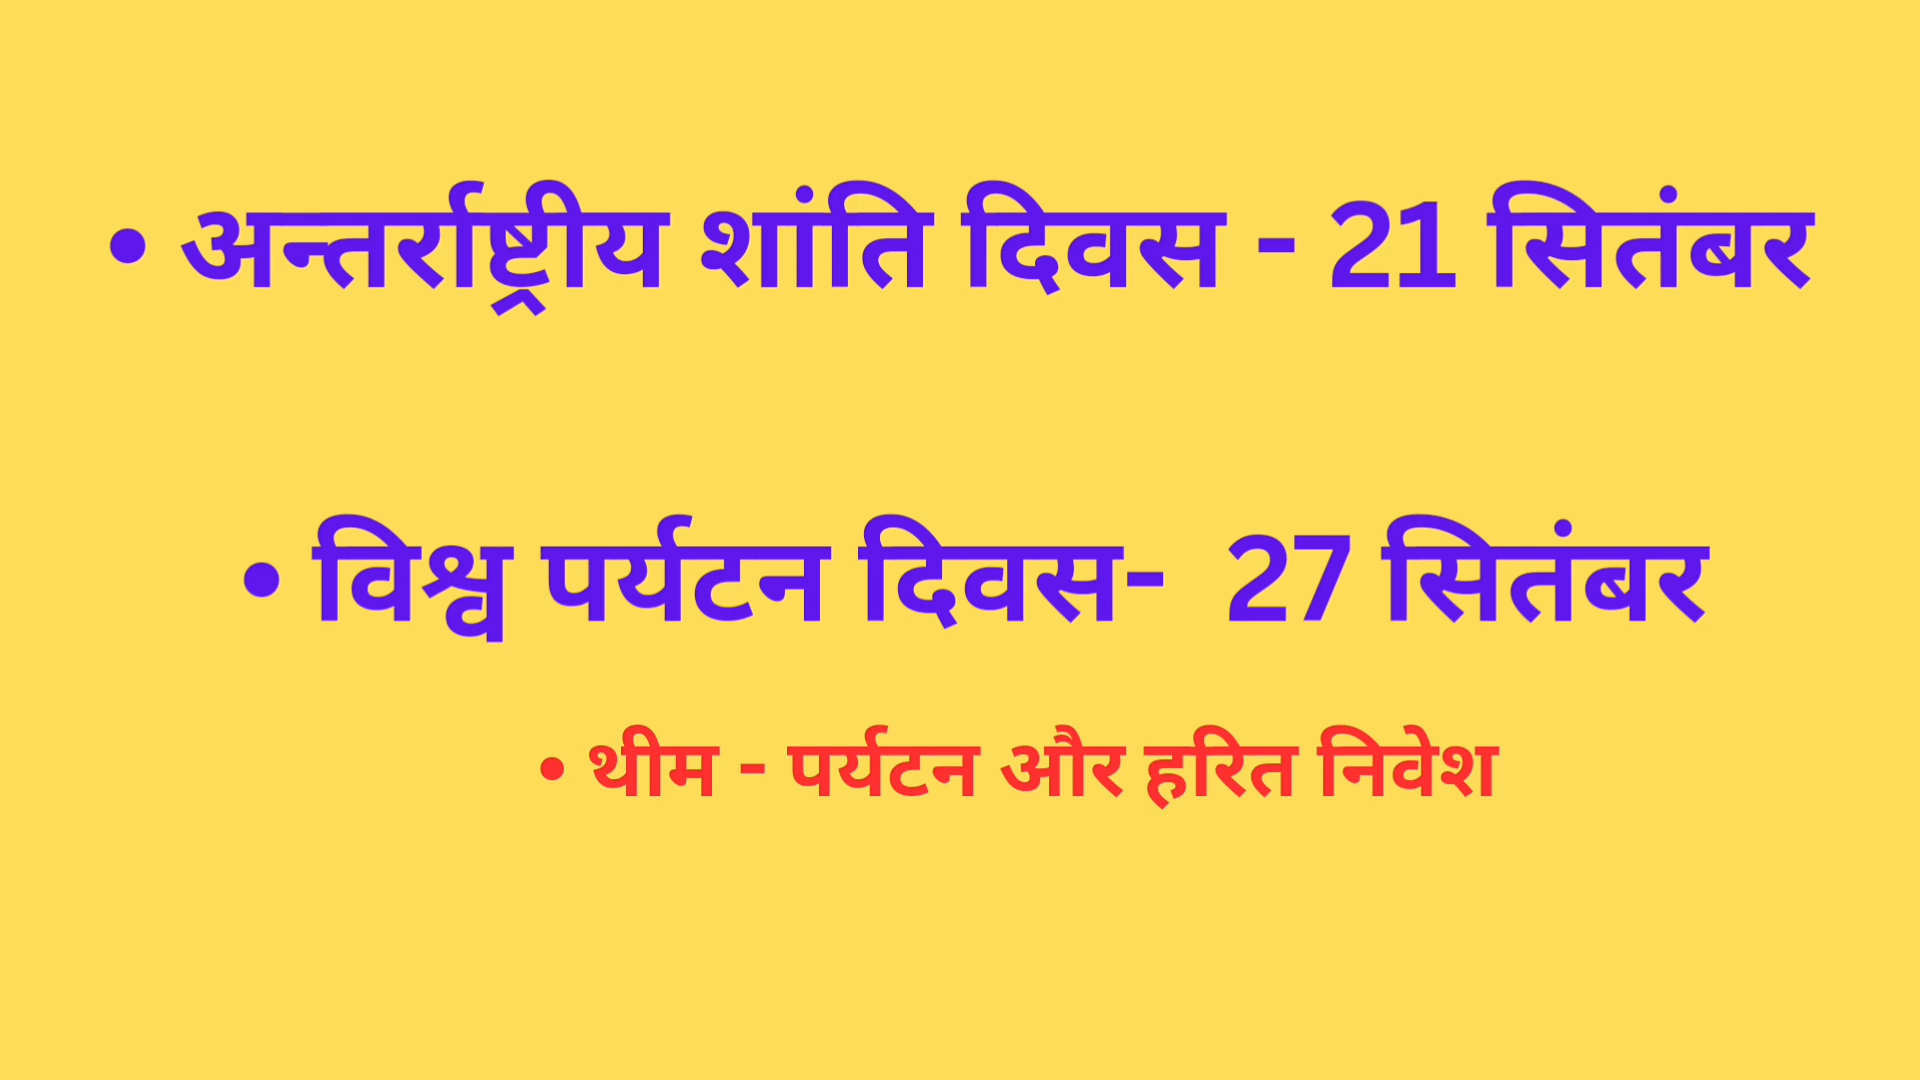 • अन्तर्राष्ट्रीय शांति दिवस - 21 सितंबर
• विश्व पर्यटन दिवस- 27 सितंबर
• थीम - पर्यटन और हरित निवेश